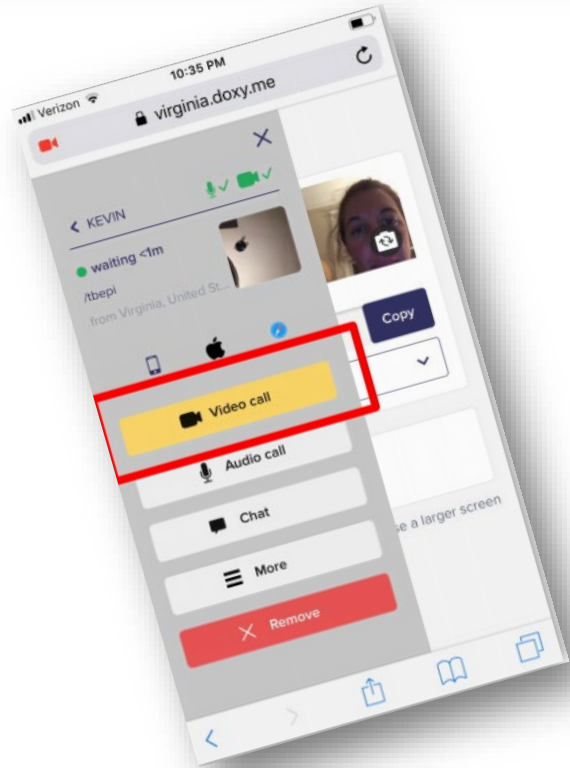 Verizon 10:35 PM
virginia.doxy.me
KEVIN
waiting <1m
/tbepi
from Virginia, United St...
Copy
Video call
Audio call
Chat
se a larger screen
More
Remove